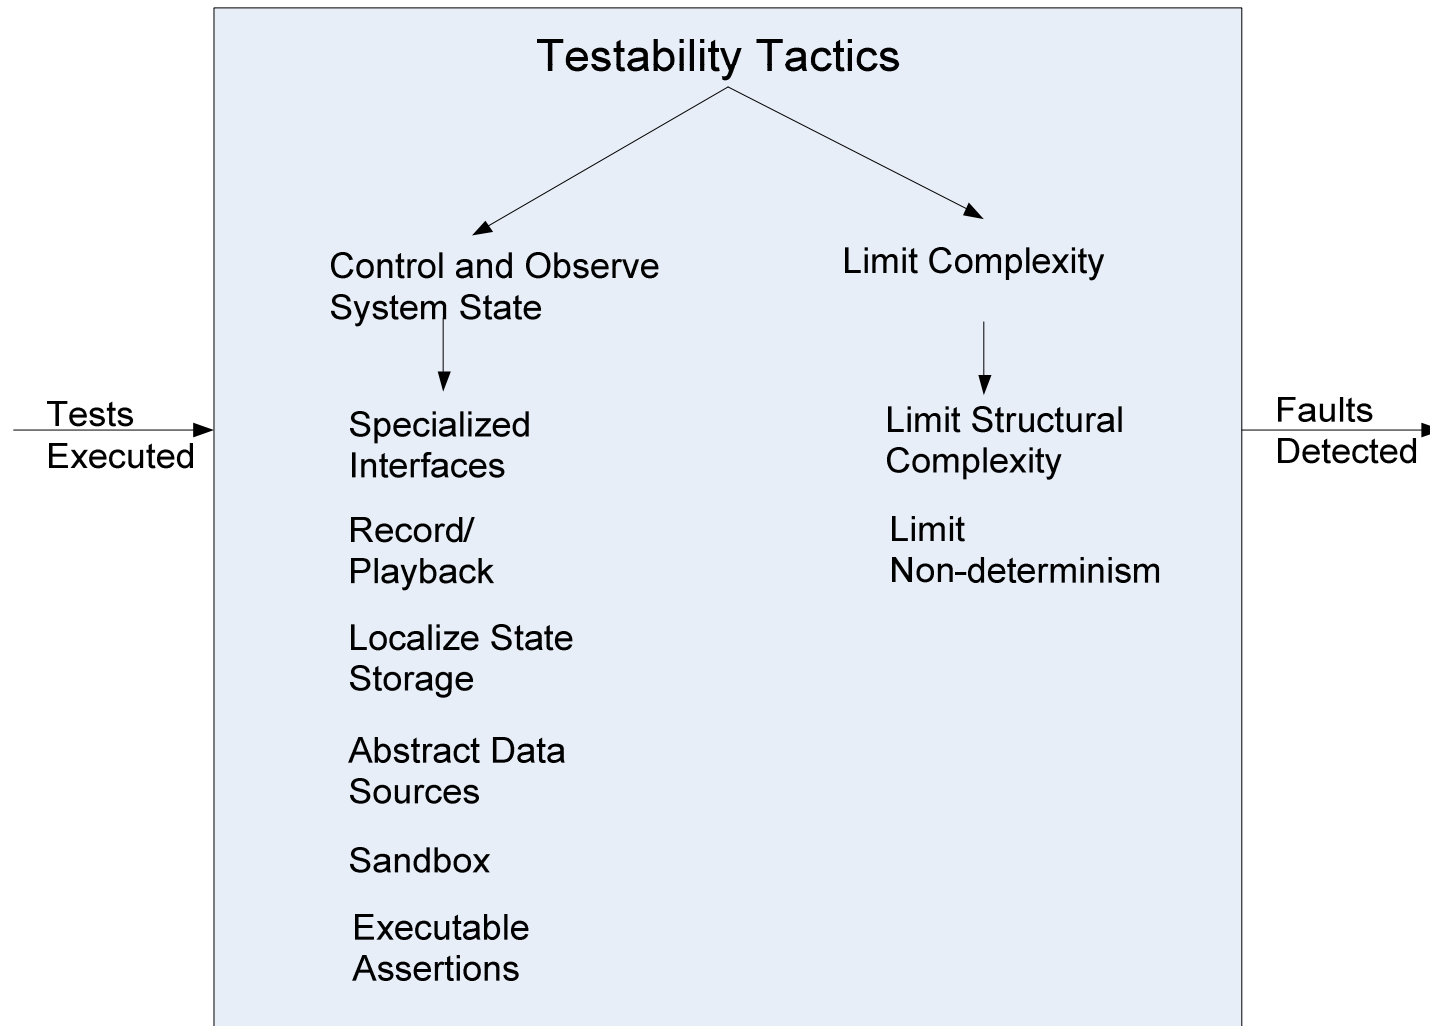 Testability Tactics
Control and Observe
System State
Limit Complexity
Tests
Executed
Specialized
Interfaces
Record/
Playback
Localize State
Storage
Abstract Data
Sources
Sandbox
Executable
Assertions
Limit Structural
Complexity
Limit
Non-determinism
Faults
Detected